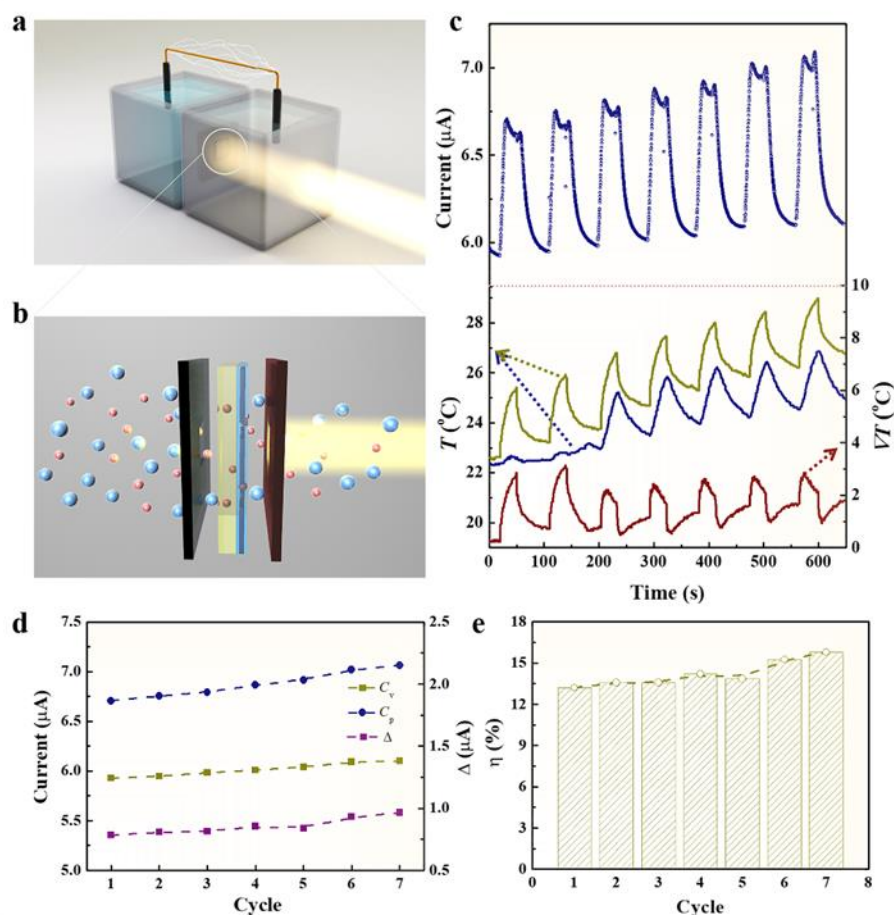 a
c
7.0
6.5
6.0
Current (μA)
b
28
26
24
22
20
T (°C)
10
8
6
4
2
0
∇T (°C)
0 100 200 300 400 500 600
Time (s)
d
7.5
7.0
6.5
6.0
5.5
5.0
Current (μA)
2.5
2.0
1.5
1.0
0.5
Δ (μA)
C_v
C_p
Δ
1 2 3 4 5 6 7
Cycle
e
18
15
12
9
6
3
0
η (%)
0 1 2 3 4 5 6 7 8
Cycle